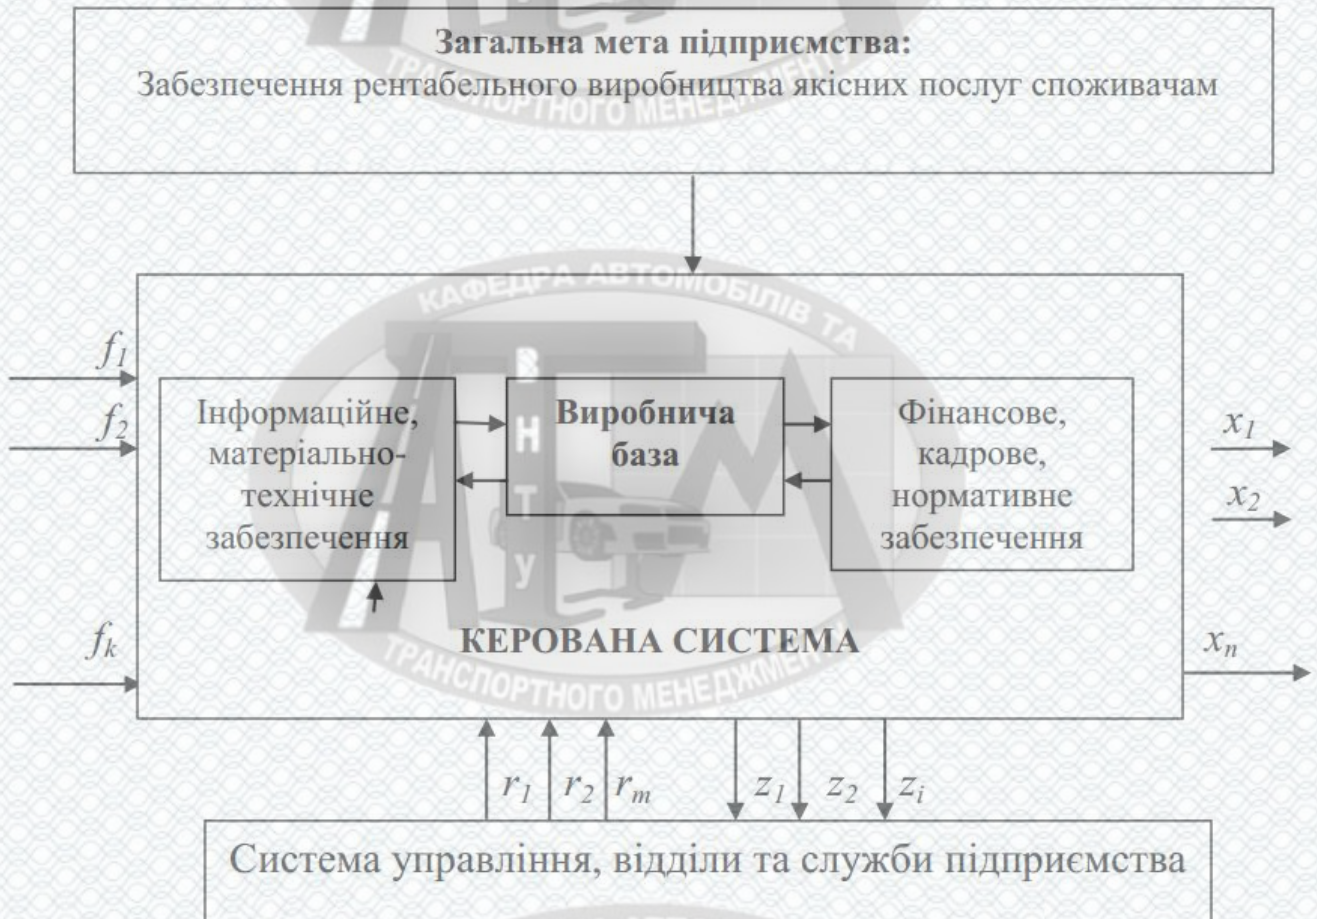 Загальна мета підприємства:
Забезпечення рентабельного виробництва якісних послуг споживачам
ТРАНСПОРТНОГО МЕНЕДЖМЕНТУ
КАФЕДРА АВТОМОБІЛІВ ТА
f1
f2
fk
Інформаційне,
матеріально-
технічне
забезпечення
Виробнича
база
ВНТУ
Фінансове,
кадрове,
нормативне
забезпечення
x1
x2
xn
КЕРОВАНА СИСТЕМА
ТРАНСПОРТНОГО МЕНЕДЖМЕНТУ
r1 r2 rm z1 z2 zi
Система управління, відділи та служби підприємства